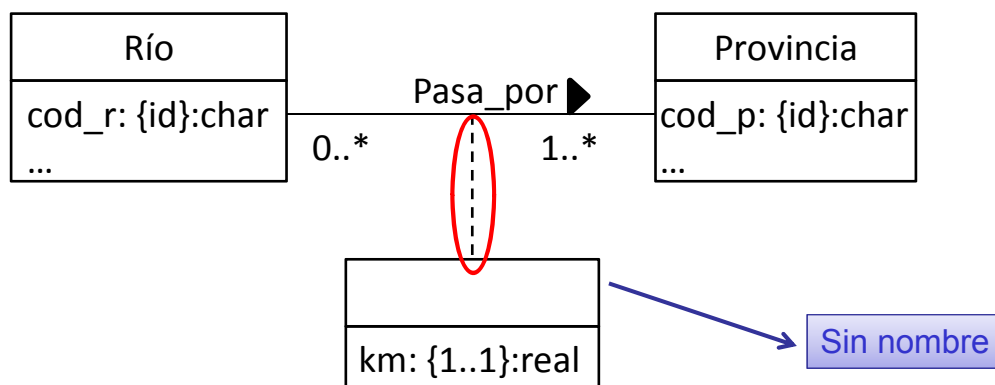 Río
cod_r: {id}:char
...
Pasa_por
0..*
1..*
Provincia
cod_p: {id}:char
...
km: {1..1}:real
Sin nombre